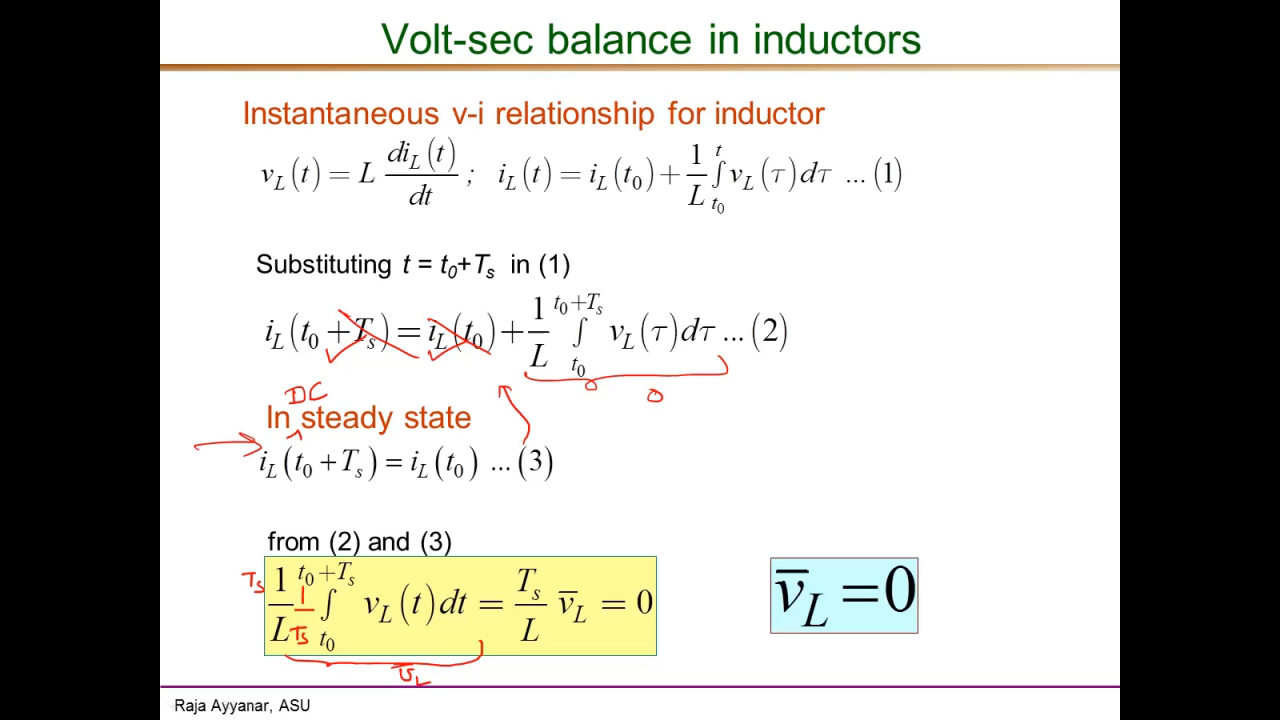 Volt-sec balance in inductors
Instantaneous v-i relationship for inductor
v_L(t) = L di_L(t)/dt ; i_L(t) = i_L(t_0) + 1/L ∫_{t_0}^{t} v_L(τ)dτ ...(1)
Substituting t = t_0+T_s in (1)
i_L(t_0 + T_s) = i_L(t_0) + 1/L ∫_{t_0}^{t_0+T_s} v_L(τ)dτ ...(2)
0
DC
In steady state
i_L(t_0 + T_s) = i_L(t_0) ...(3)
from (2) and (3)
T_s 1/L 1/T_s ∫_{t_0}^{t_0+T_s} v_L(t)dt = T_s/L v̅_L = 0
v̅_L = 0
v̅_L
Raja Ayyanar, ASU